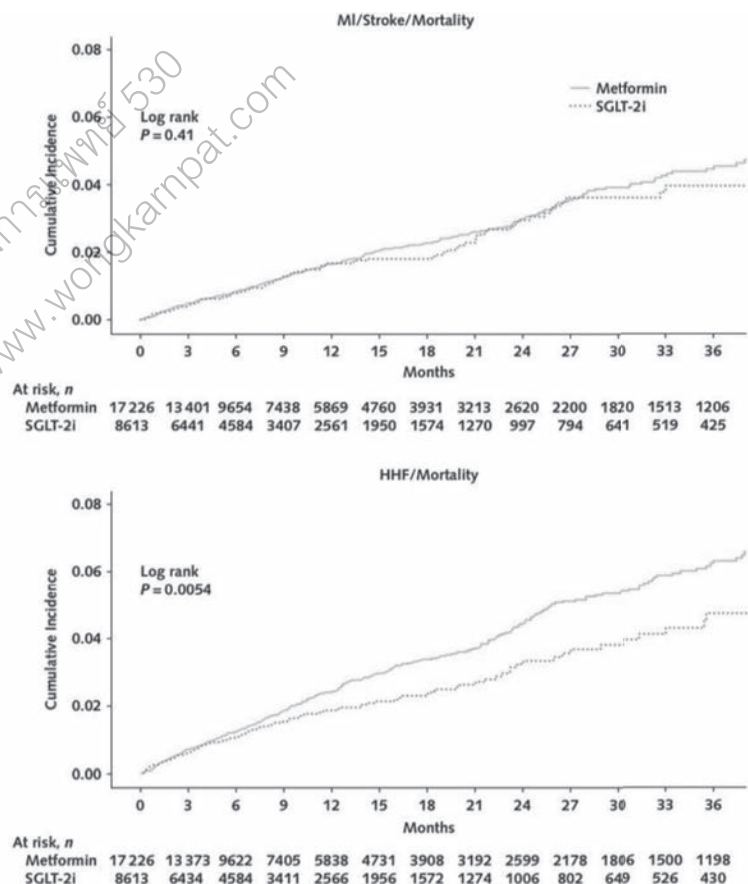 MI/Stroke/Mortality
0.08
0.06
0.04
0.02
0.00
Cumulative Incidence
Log rank
P = 0.41
Metformin
SGLT-2i
0 3 6 9 12 15 18 21 24 27 30 33 36
Months
At risk, n
Metformin 17 226 13 401 9654 7438 5869 4760 3931 3213 2620 2200 1820 1513 1206
SGLT-2i 8613 6441 4584 3407 2561 1950 1574 1270 997 794 641 519 425
530
www.wongkarnpat.com
HHF/Mortality
0.08
0.06
0.04
0.02
0.00
Cumulative Incidence
Log rank
P = 0.0054
0 3 6 9 12 15 18 21 24 27 30 33 36
Months
At risk, n
Metformin 17 226 13 373 9622 7405 5838 4731 3908 3192 2599 2178 1806 1500 1198
SGLT-2i 8613 6434 4584 3411 2566 1956 1572 1274 1006 802 649 526 430